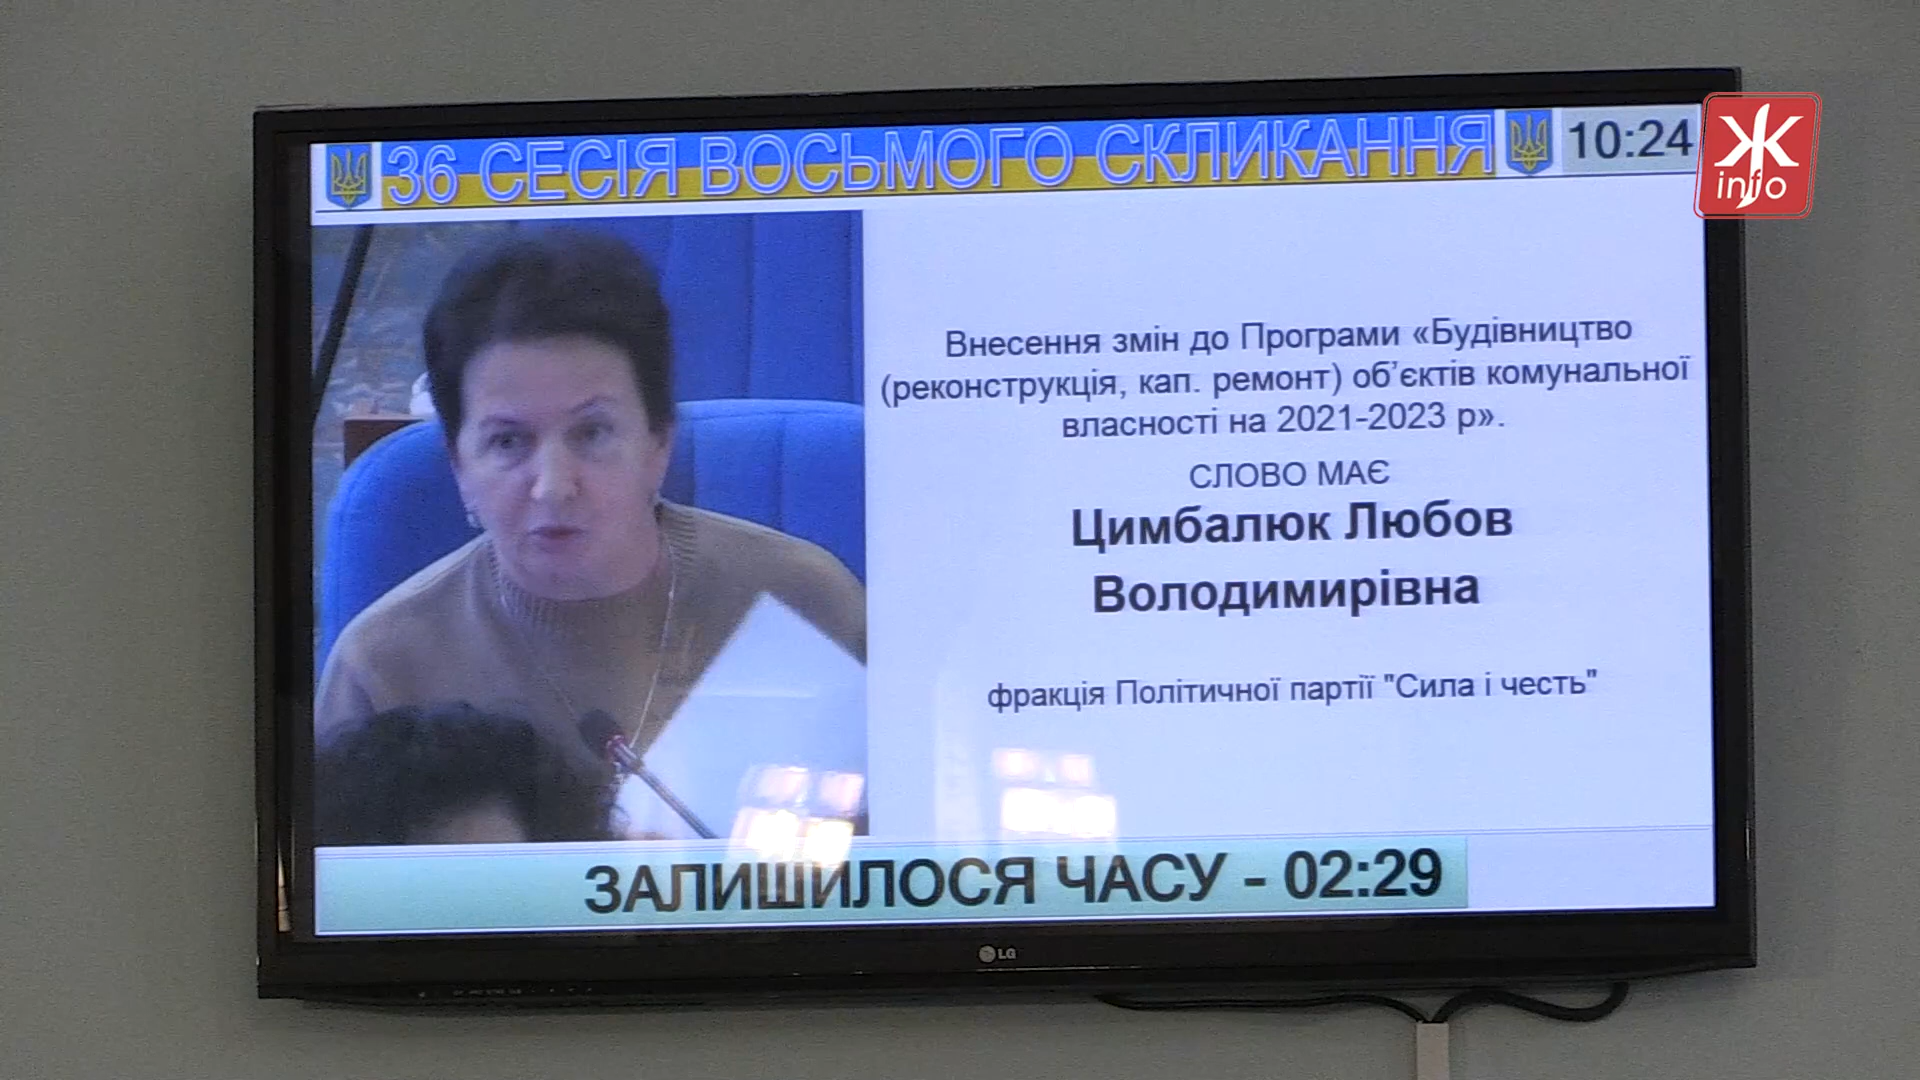 36 СЕСІЯ ВОСЬМОГО СКЛИКАННЯ
10:24
Ж
info
Внесення змін до Програми «Будівництво
(реконструкція, кап. ремонт) об’єктів комунальної
власності на 2021-2023 р».
СЛОВО МАЄ
Цимбалюк Любов
Володимирівна
фракція Політичної партії "Сила і честь"
ЗАЛИШИЛОСЯ ЧАСУ - 02:29
LG